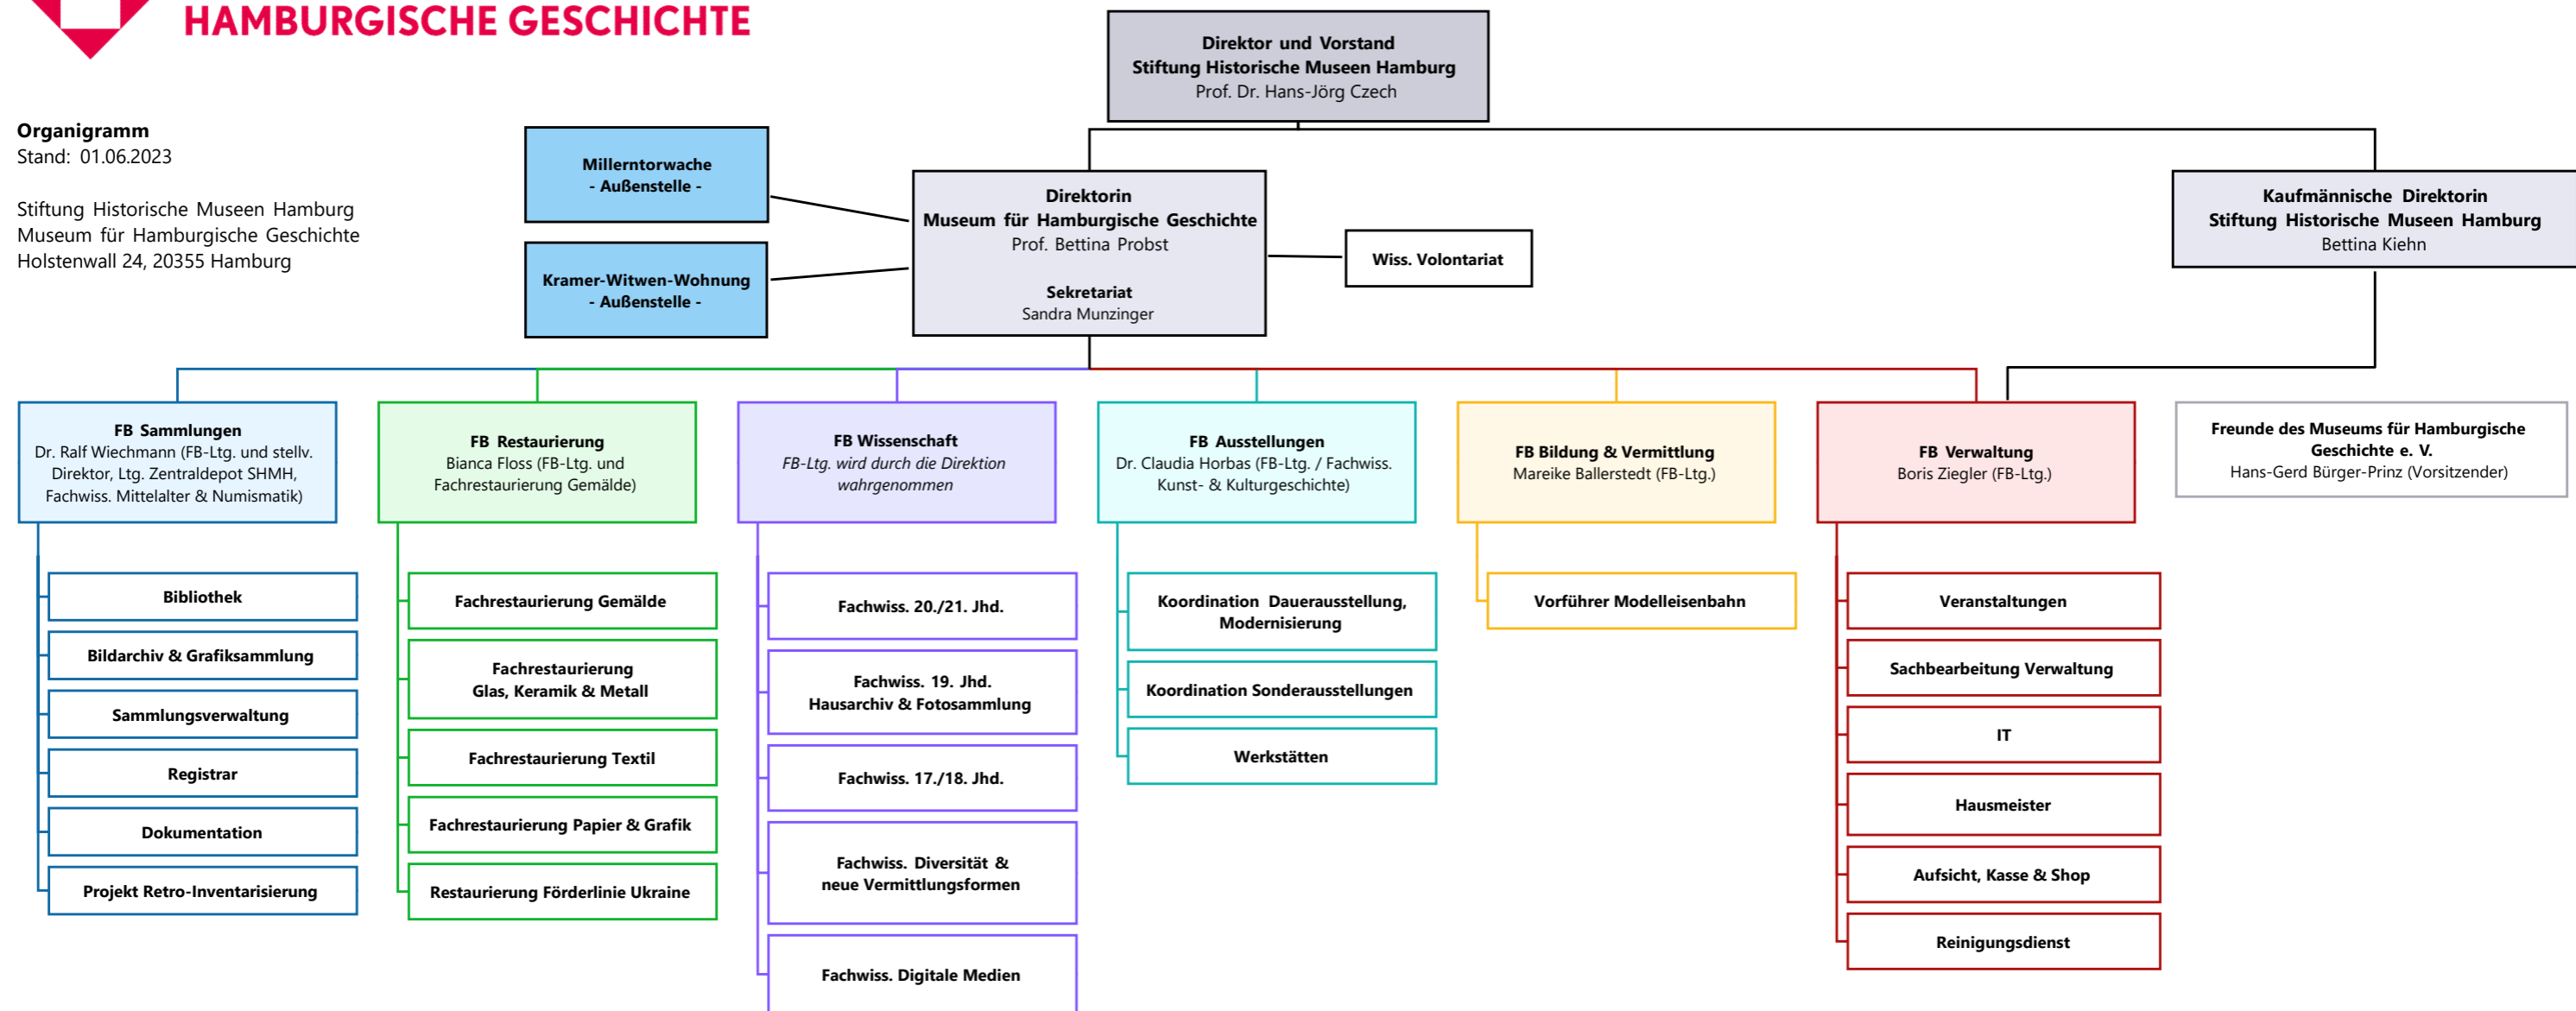 HAMBURGISCHE GESCHICHTE
Organigramm
Stand: 01.06.2023
Stiftung Historische Museen Hamburg
Museum für Hamburgische Geschichte
Holstenwall 24, 20355 Hamburg
Direktor und Vorstand
Stiftung Historische Museen Hamburg
Prof. Dr. Hans-Jörg Czech
Millerntorwache
- Außenstelle -
Kramer-Witwen-Wohnung
- Außenstelle -
Direktorin
Museum für Hamburgische Geschichte
Prof. Bettina Probst
Sekretariat
Sandra Munzinger
Wiss. Volontariat
Kaufmännische Direktorin
Stiftung Historische Museen Hamburg
Bettina Kiehn
FB Sammlungen
Dr. Ralf Wiechmann (FB-Ltg. und stellv.
Direktor, Ltg. Zentraldepot SHMH,
Fachwiss. Mittelalter & Numismatik)
Bibliothek
Bildarchiv & Grafiksammlung
Sammlungsverwaltung
Registrar
Dokumentation
Projekt Retro-Inventarisierung
FB Restaurierung
Bianca Floss (FB-Ltg. und
Fachrestaurierung Gemälde)
Fachrestaurierung Gemälde
Fachrestaurierung
Glas, Keramik & Metall
Fachrestaurierung Textil
Fachrestaurierung Papier & Grafik
Restaurierung Förderlinie Ukraine
FB Wissenschaft
FB-Ltg. wird durch die Direktion
wahrgenommen
Fachwiss. 20./21. Jhd.
Fachwiss. 19. Jhd.
Hausarchiv & Fotosammlung
Fachwiss. 17./18. Jhd.
Fachwiss. Diversität &
neue Vermittlungsformen
Fachwiss. Digitale Medien
FB Ausstellungen
Dr. Claudia Horbas (FB-Ltg. / Fachwiss.
Kunst- & Kulturgeschichte)
Koordination Dauerausstellung,
Modernisierung
Koordination Sonderausstellungen
Werkstätten
FB Bildung & Vermittlung
Mareike Ballerstedt (FB-Ltg.)
Vorführer Modelleisenbahn
FB Verwaltung
Boris Ziegler (FB-Ltg.)
Veranstaltungen
Sachbearbeitung Verwaltung
IT
Hausmeister
Aufsicht, Kasse & Shop
Reinigungsdienst
Freunde des Museums für Hamburgische
Geschichte e. V.
Hans-Gerd Bürger-Prinz (Vorsitzender)